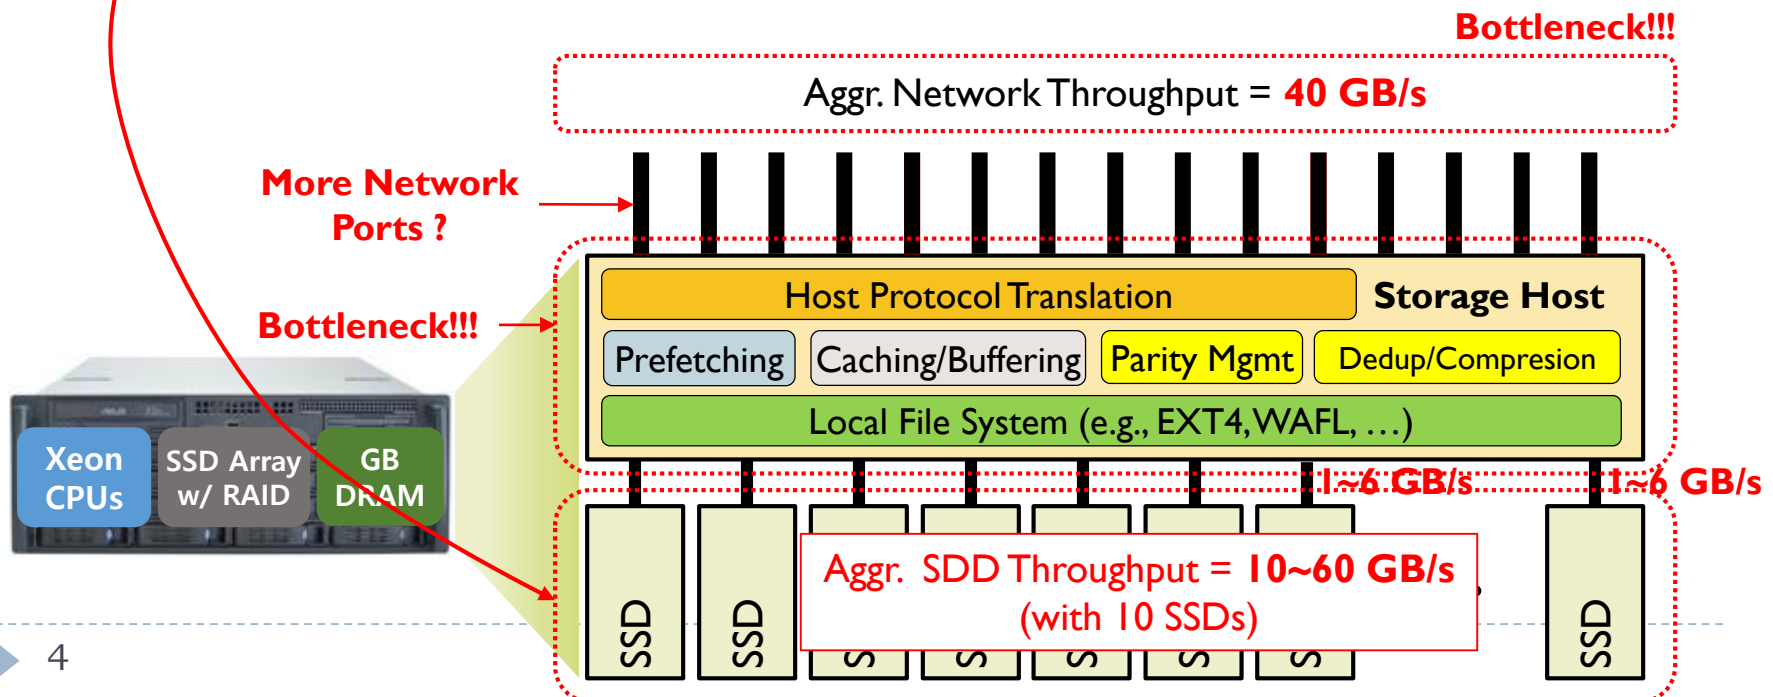 Bottleneck!!!
Aggr. Network Throughput = 40 GB/s
More Network
Ports ?
Bottleneck!!!
Host Protocol Translation
Storage Host
Prefetching
Caching/Buffering
Parity Mgmt
Dedup/Compresion
Local File System (e.g., EXT4, WAFL, …)
Xeon
CPUs
SSD Array
w/ RAID
GB
DRAM
1~6 GB/s
1~6 GB/s
Aggr. SDD Throughput = 10~60 GB/s
(with 10 SSDs)
SSD
SSD
SSD
4